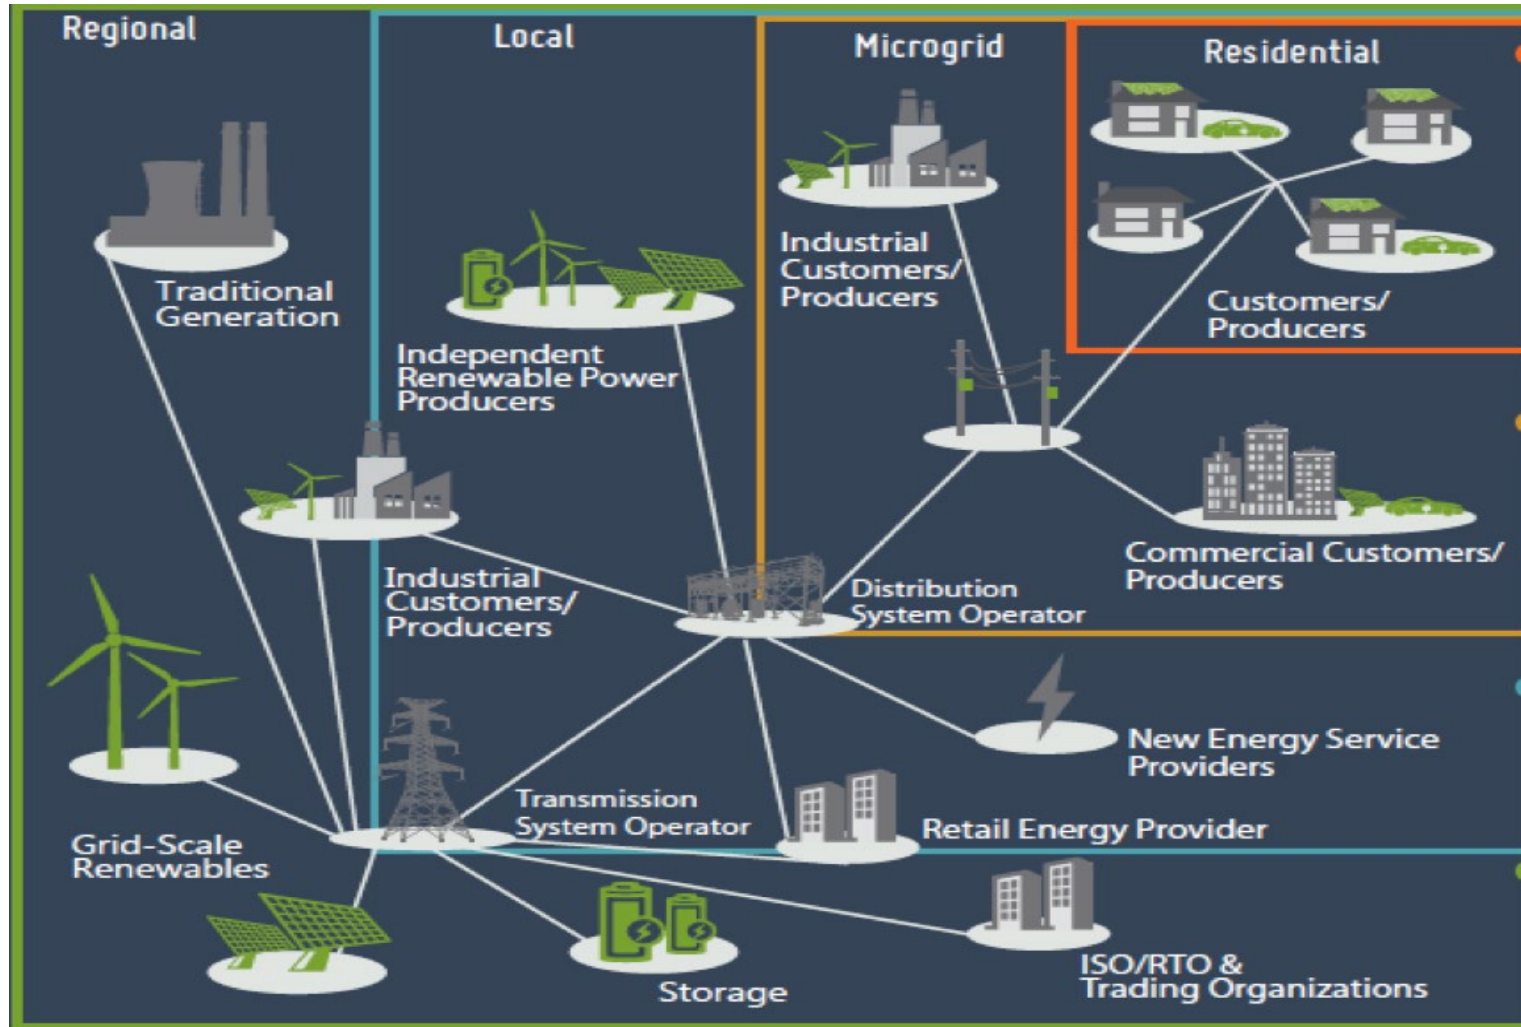 Regional
Local
Microgrid
Residential
Traditional
Generation
Independent
Renewable Power
Producers
Industrial
Customers/
Producers
Customers/
Producers
Industrial
Customers/
Producers
Distribution
System Operator
Commercial Customers/
Producers
Grid-Scale
Renewables
Transmission
System Operator
New Energy Service
Providers
Retail Energy Provider
Storage
ISO/RTO &
Trading Organizations